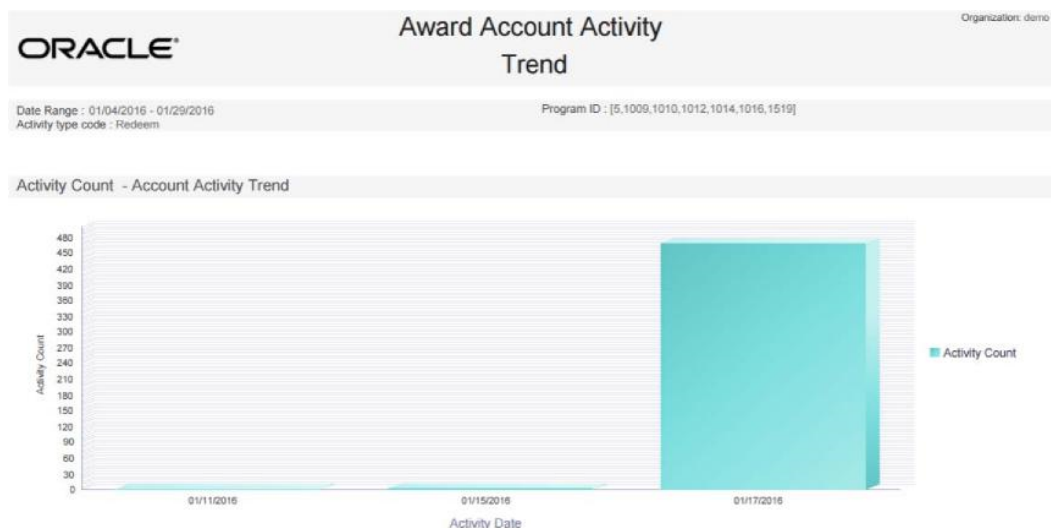 ORACLE®
Award Account Activity
Trend
Organization: demo
Date Range : 01/04/2016 - 01/29/2016
Program ID : [5,1009,1010,1012,1014,1016,1519]
Activity type code : Redeem
Activity Count - Account Activity Trend
480
450
420
390
360
330
300
270
240
210
180
150
120
90
60
30
0
Activity Count
Activity Count
01/11/2016
01/15/2016
01/17/2016
Activity Date